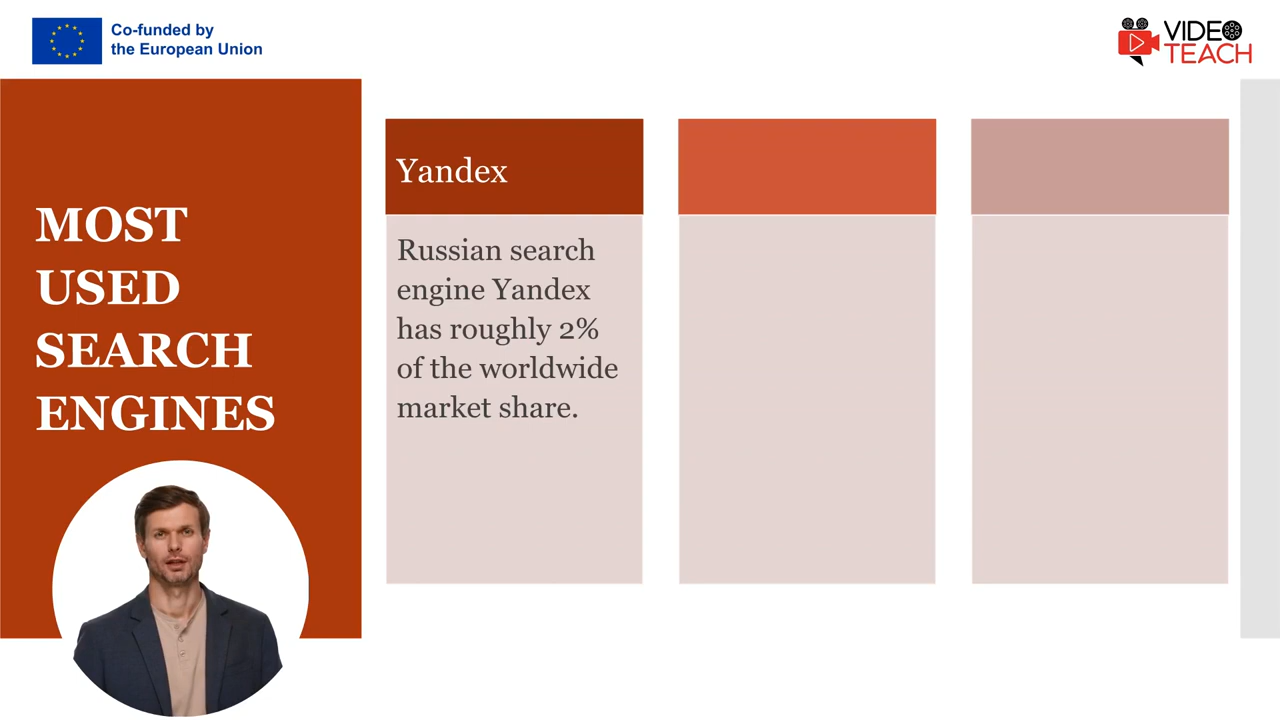 Co-funded by
the European Union
VIDEO
TEACH
MOST
USED
SEARCH
ENGINES
Yandex
Russian search
engine Yandex
has roughly 2%
of the worldwide
market share.